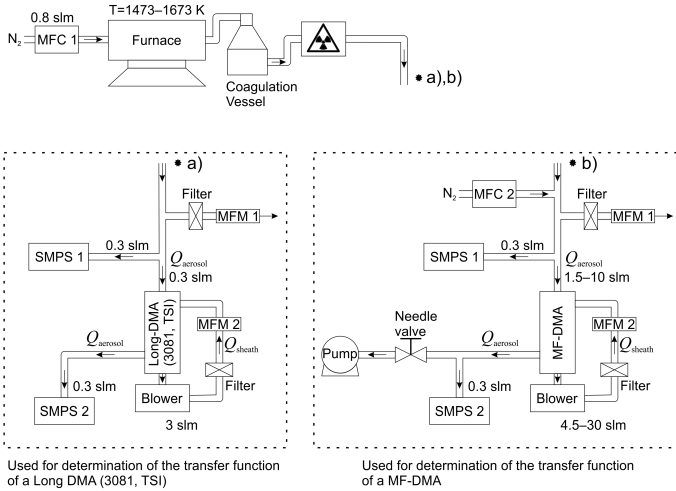 0.8 slm
T=1473–1673 K
N2
MFC 1
Furnace
Coagulation
Vessel
* a),b)
* a)
Filter
MFM 1
0.3 slm
SMPS 1
Qaerosol
0.3 slm
Long-DMA
(3081, TSI)
MFM 2
Qaerosol
Qsheath
Filter
0.3 slm
SMPS 2
Blower
3 slm
Used for determination of the transfer function
of a Long DMA (3081, TSI)
* b)
N2
MFC 2
Filter
MFM 1
0.3 slm
SMPS 1
Qaerosol
1.5–10 slm
MF-DMA
MFM 2
Needle
valve
Pump
Qaerosol
Qsheath
Filter
0.3 slm
SMPS 2
Blower
4.5–30 slm
Used for determination of the transfer function
of a MF-DMA